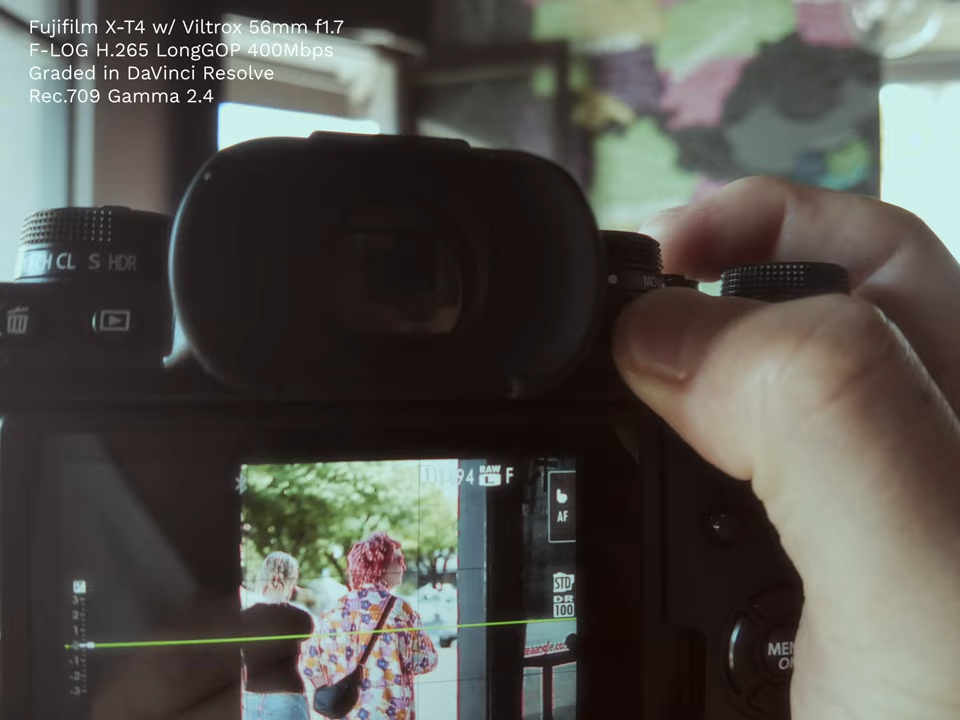 Fujifilm X-T4 w/ Viltrox 56mm f1.7
F-LOG H.265 LongGOP 400Mbps
Graded in DaVinci Resolve
Rec.709 Gamma 2.4
CH CL S HDR
RAW
L F
AF
STD
DR
100